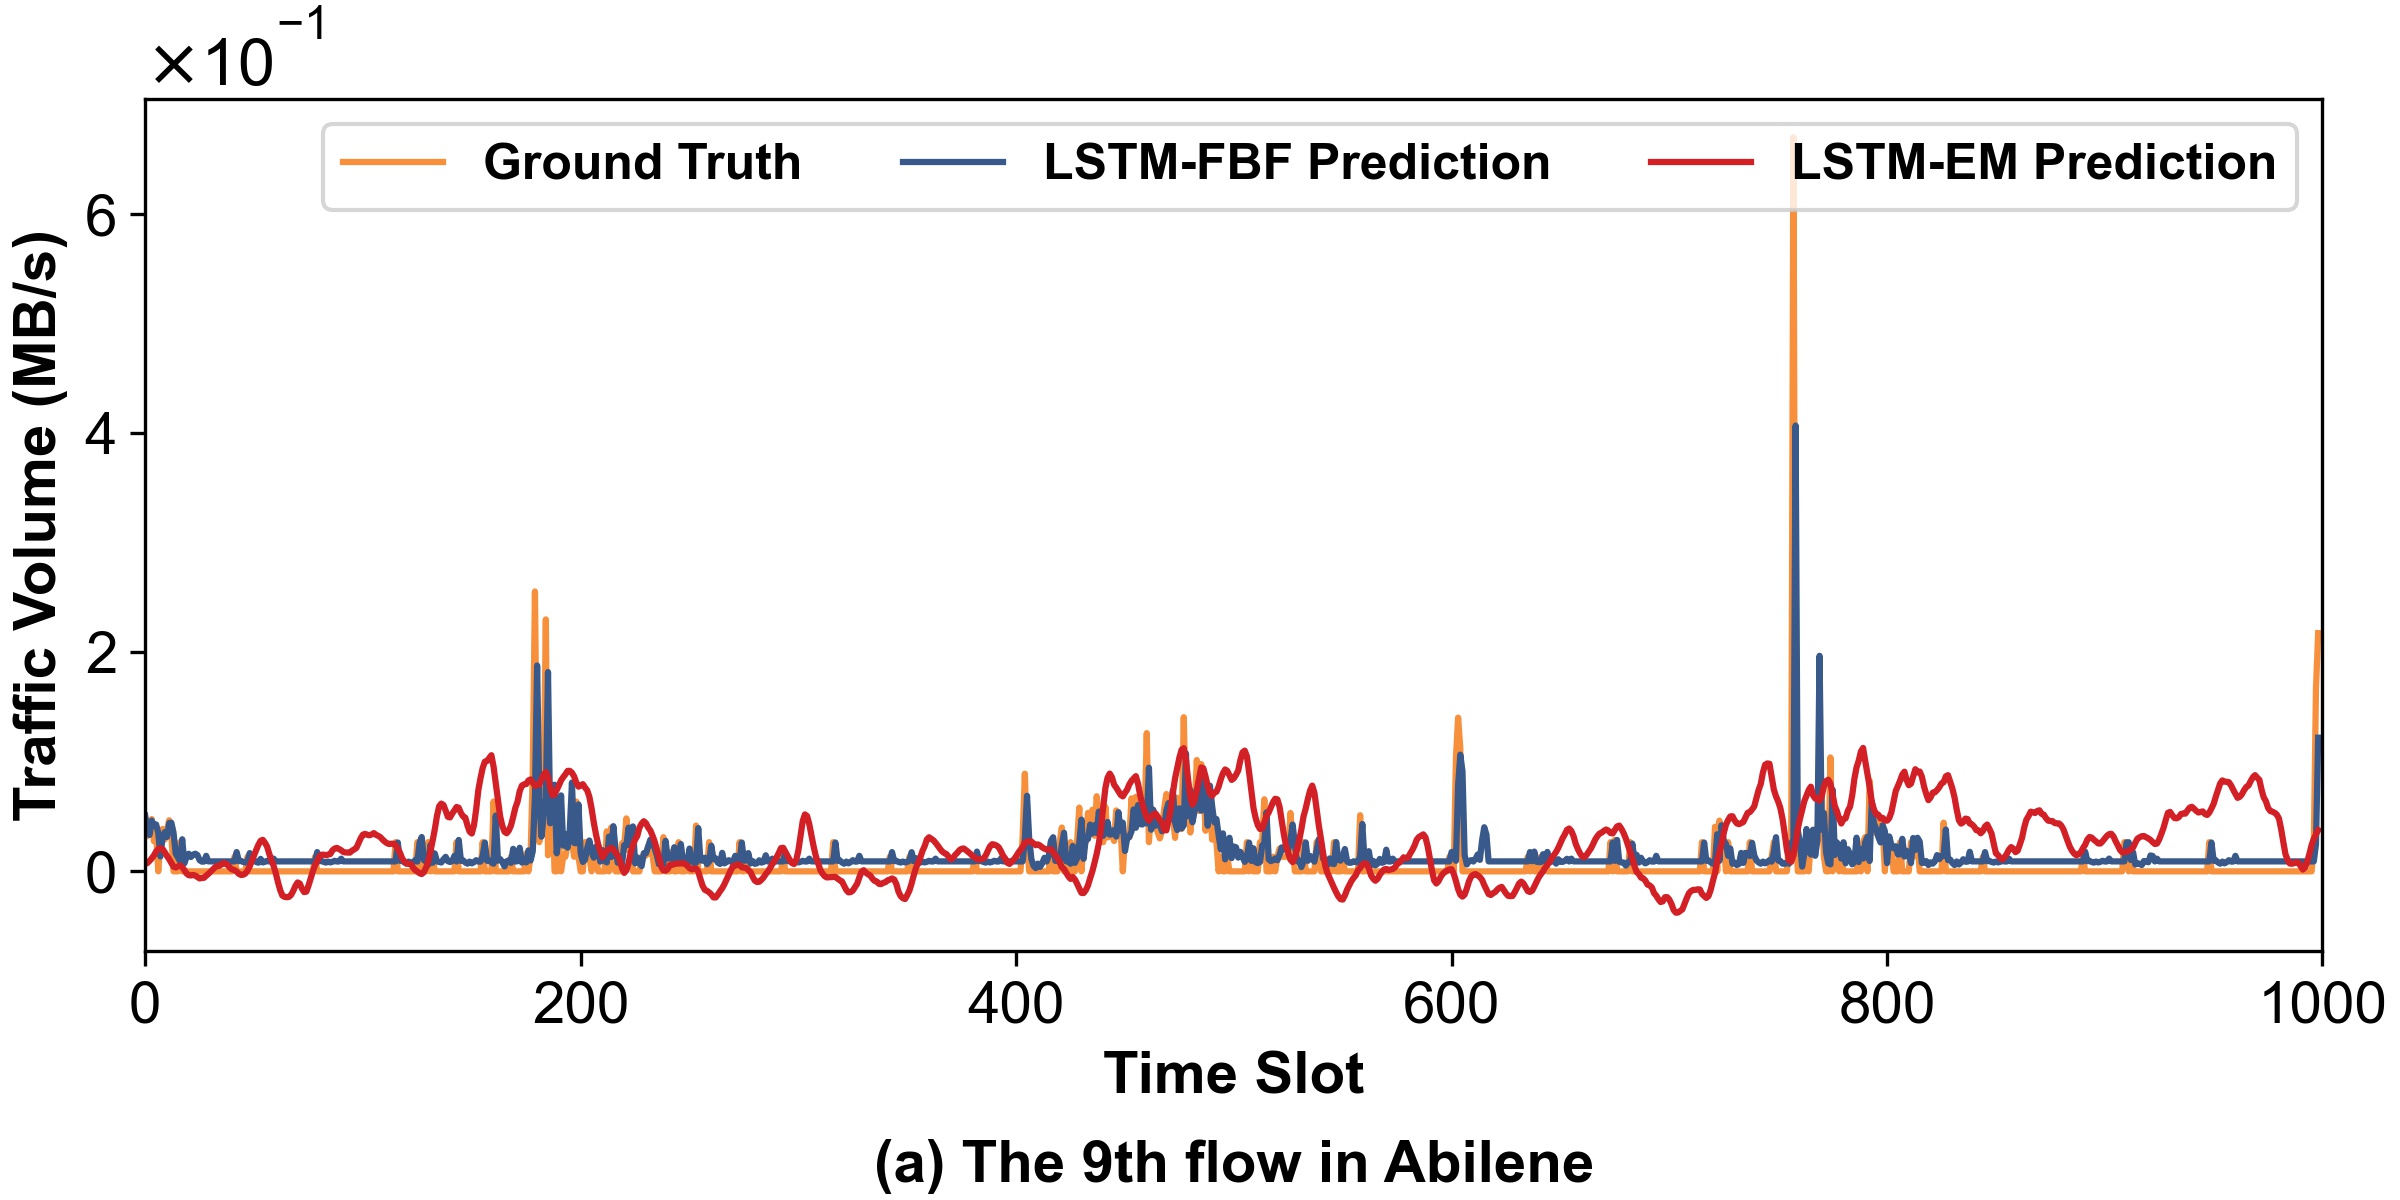 ×10⁻¹
Ground Truth LSTM-FBF Prediction LSTM-EM Prediction
Traffic Volume (MB/s)
6
4
2
0
0 200 400 600 800 1000
Time Slot
(a) The 9th flow in Abilene